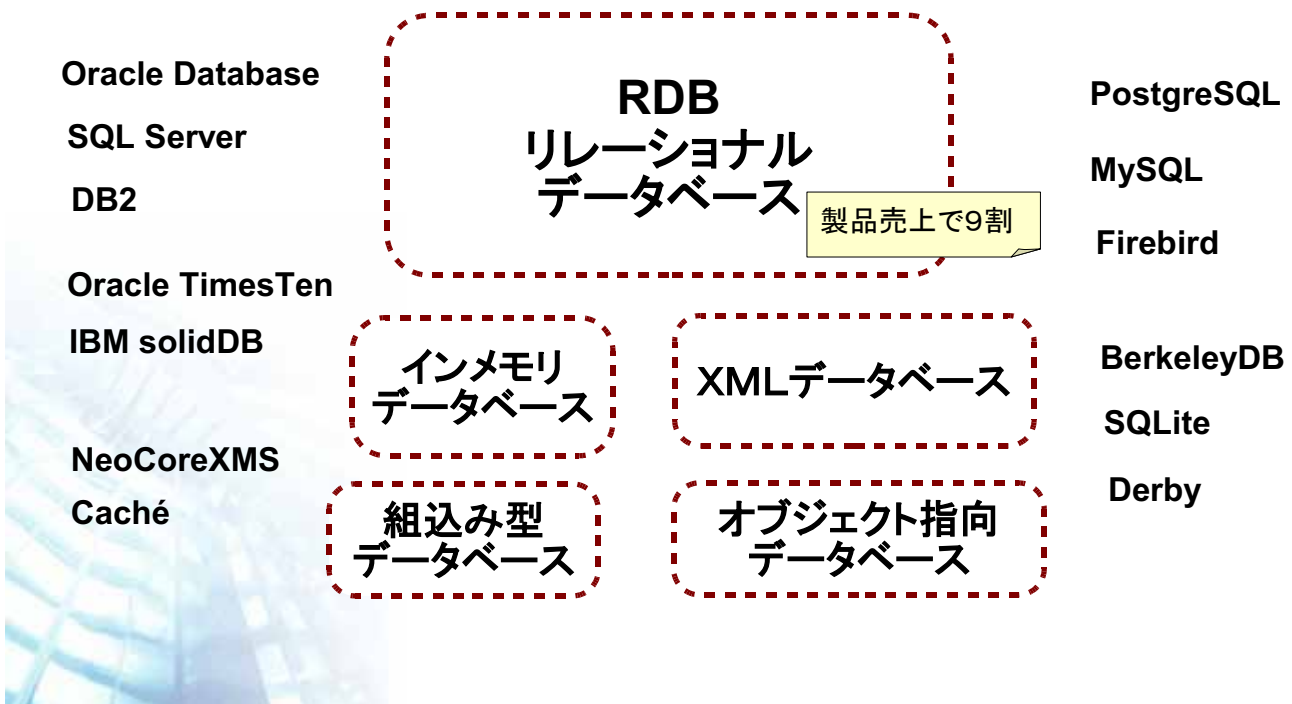 Oracle Database
SQL Server
DB2
Oracle TimesTen
IBM solidDB
NeoCoreXMS
Caché
RDB
リレーショナル
データベース
製品売上で9割
インメモリ
データベース
XMLデータベース
組込み型
データベース
オブジェクト指向
データベース
PostgreSQL
MySQL
Firebird
BerkeleyDB
SQLite
Derby